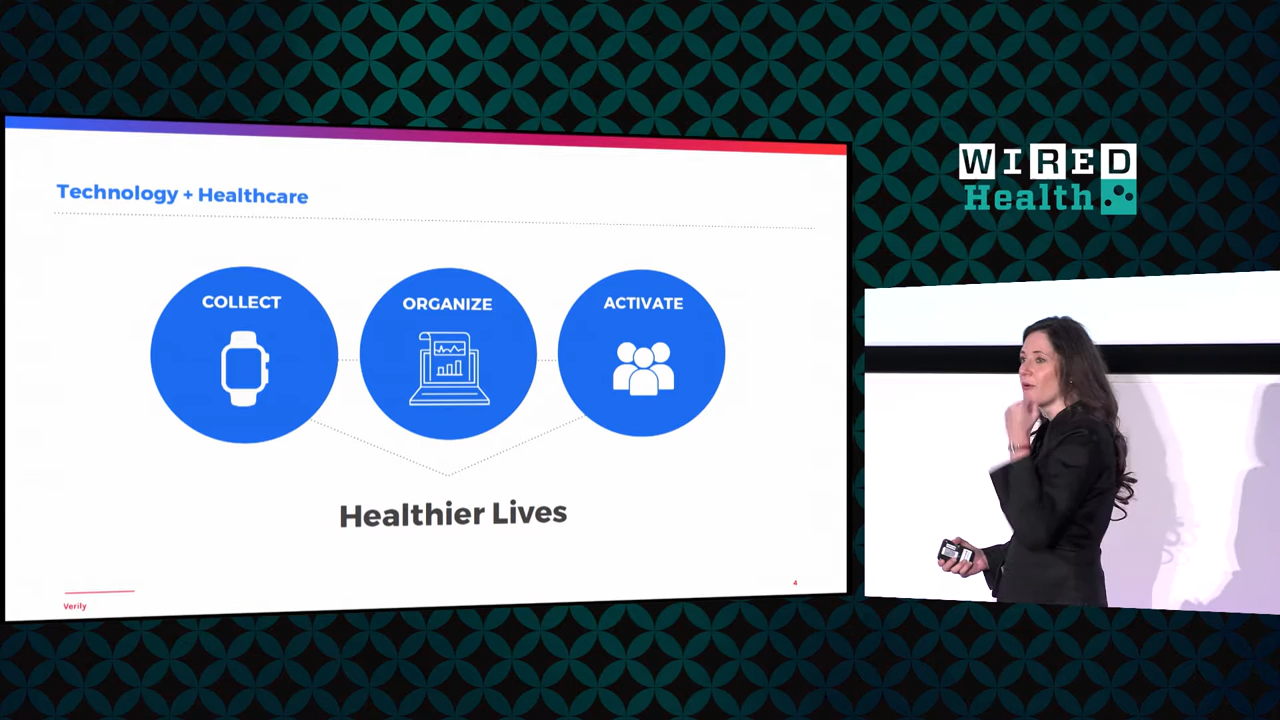 Technology + Healthcare
COLLECT
ORGANIZE
ACTIVATE
Healthier Lives
Verily
4
WIRED
Health